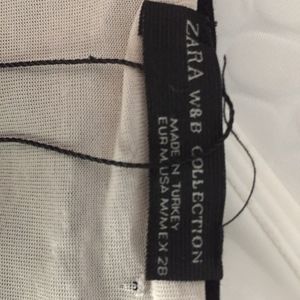 ZARA W&B COLLECTION
MADE IN TURKEY
EUR M USA M/MEX 28